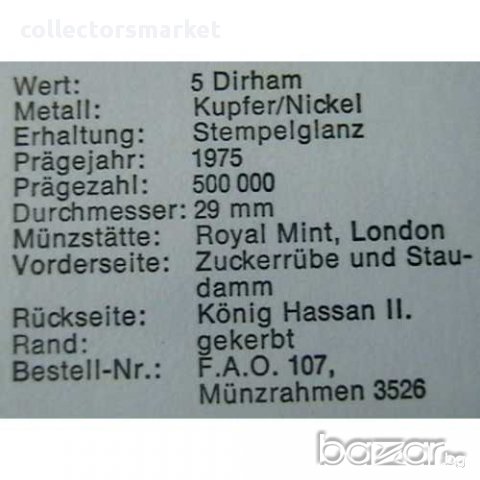 collectorsmarket
Wert: 5 Dirham
Metall: Kupfer/Nickel
Erhaltung: Stempelglanz
Prägejahr: 1975
Prägezahl: 500 000
Durchmesser: 29 mm
Münzstätte: Royal Mint, London
Vorderseite: Zuckerrübe und Stau-
damm
Rückseite: König Hassan II.
Rand: gekerbt
Bestell-Nr.: F.A.O. 107,
Münzrahmen 3526
bazar.bg